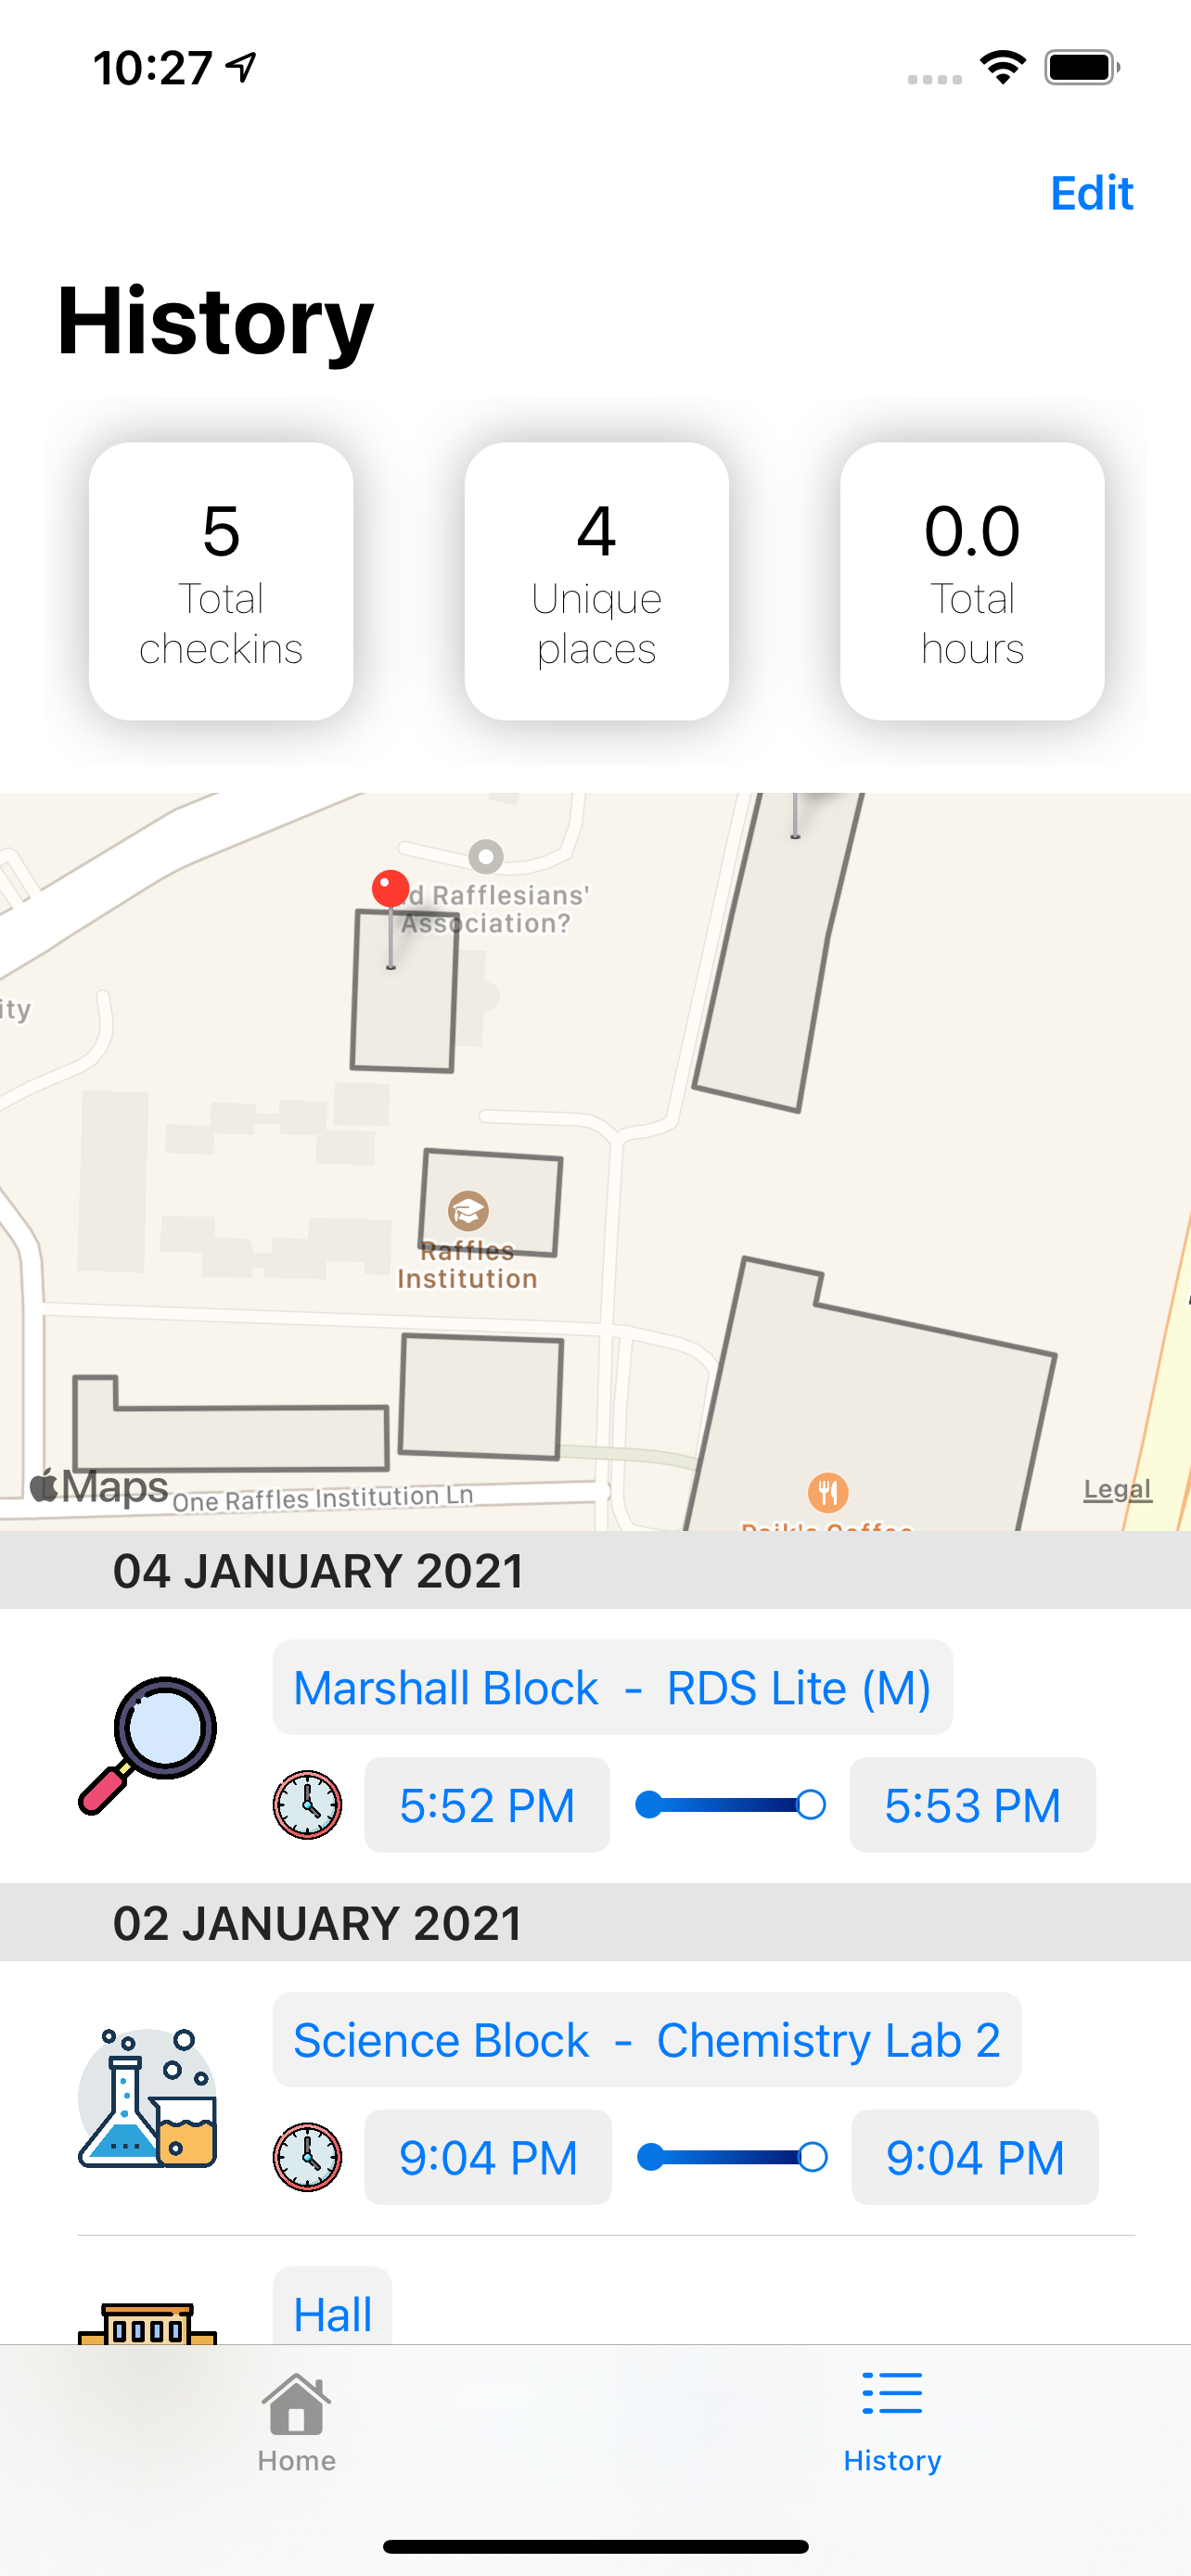 10:27
Edit
History
5
Total
checkins
4
Unique
places
0.0
Total
hours
d Rafflesians'
Association?
ity
Raffles
Institution
Maps
One Raffles Institution Ln
Legal
04 JANUARY 2021
Marshall Block - RDS Lite (M)
5:52 PM
5:53 PM
02 JANUARY 2021
Science Block - Chemistry Lab 2
9:04 PM
9:04 PM
Hall
Home
History